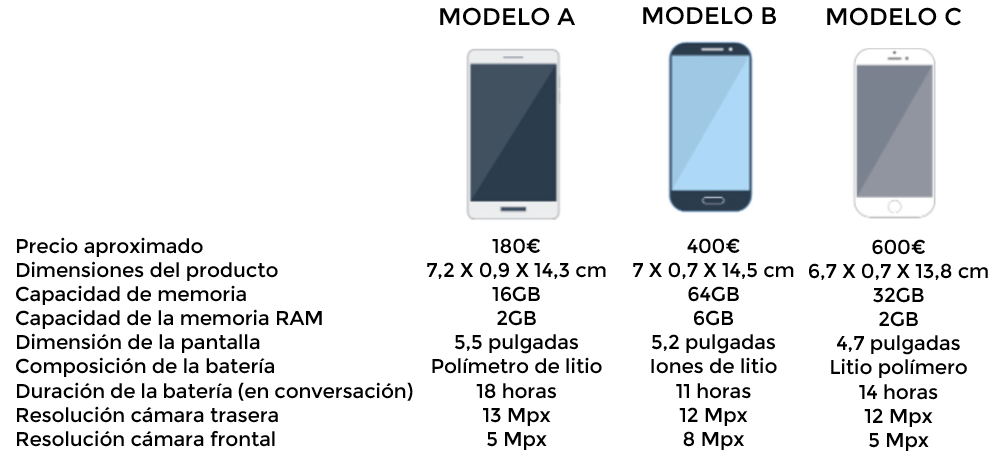 MODELO A MODELO B MODELO C
Precio aproximado 180€ 400€ 600€
Dimensiones del producto 7,2 X 0,9 X 14,3 cm 7 X 0,7 X 14,5 cm 6,7 X 0,7 X 13,8 cm
Capacidad de memoria 16GB 64GB 32GB
Capacidad de la memoria RAM 2GB 6GB 2GB
Dimensión de la pantalla 5,5 pulgadas 5,2 pulgadas 4,7 pulgadas
Composición de la batería Polímetro de litio Iones de litio Litio polímero
Duración de la batería (en conversación) 18 horas 11 horas 14 horas
Resolución cámara trasera 13 Mpx 12 Mpx 12 Mpx
Resolución cámara frontal 5 Mpx 8 Mpx 5 Mpx